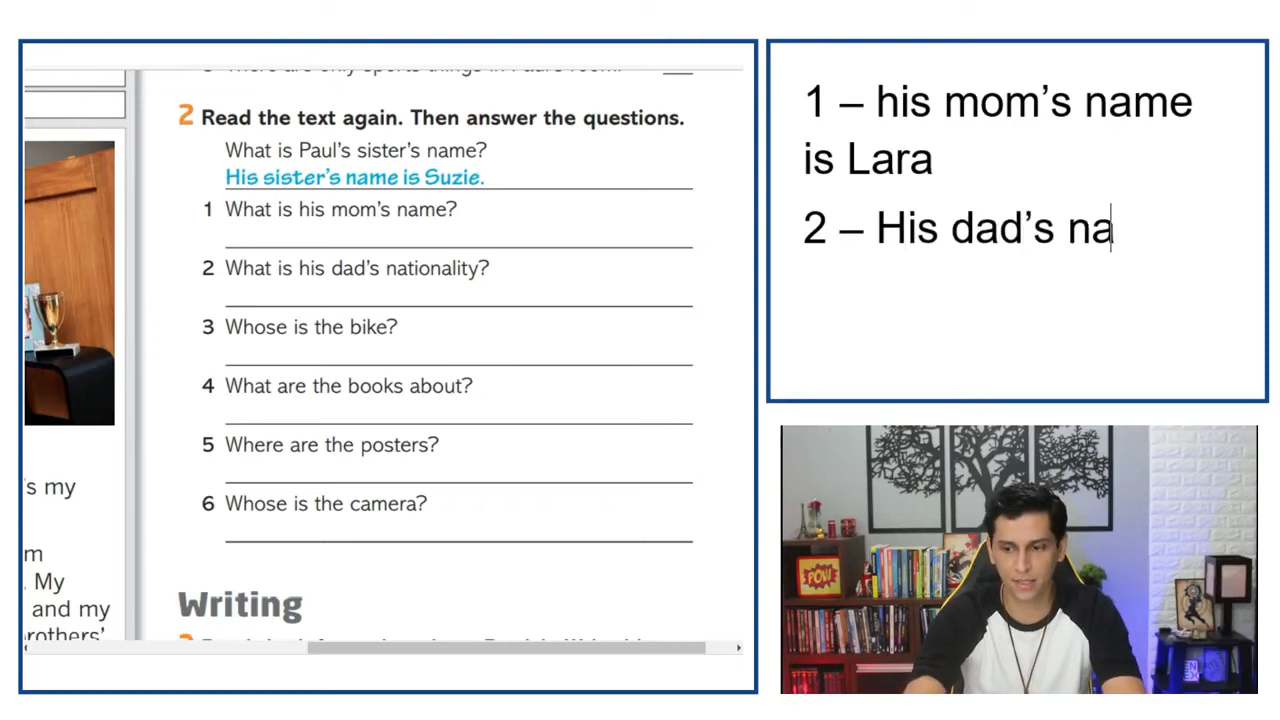 2 Read the text again. Then answer the questions.
What is Paul's sister's name?
His sister's name is Suzie.
1 What is his mom's name?
2 What is his dad's nationality?
3 Whose is the bike?
4 What are the books about?
5 Where are the posters?
6 Whose is the camera?
Writing
's my
m
. My
and my
rothers'
1 – his mom's name
is Lara
2 – His dad's na
POW